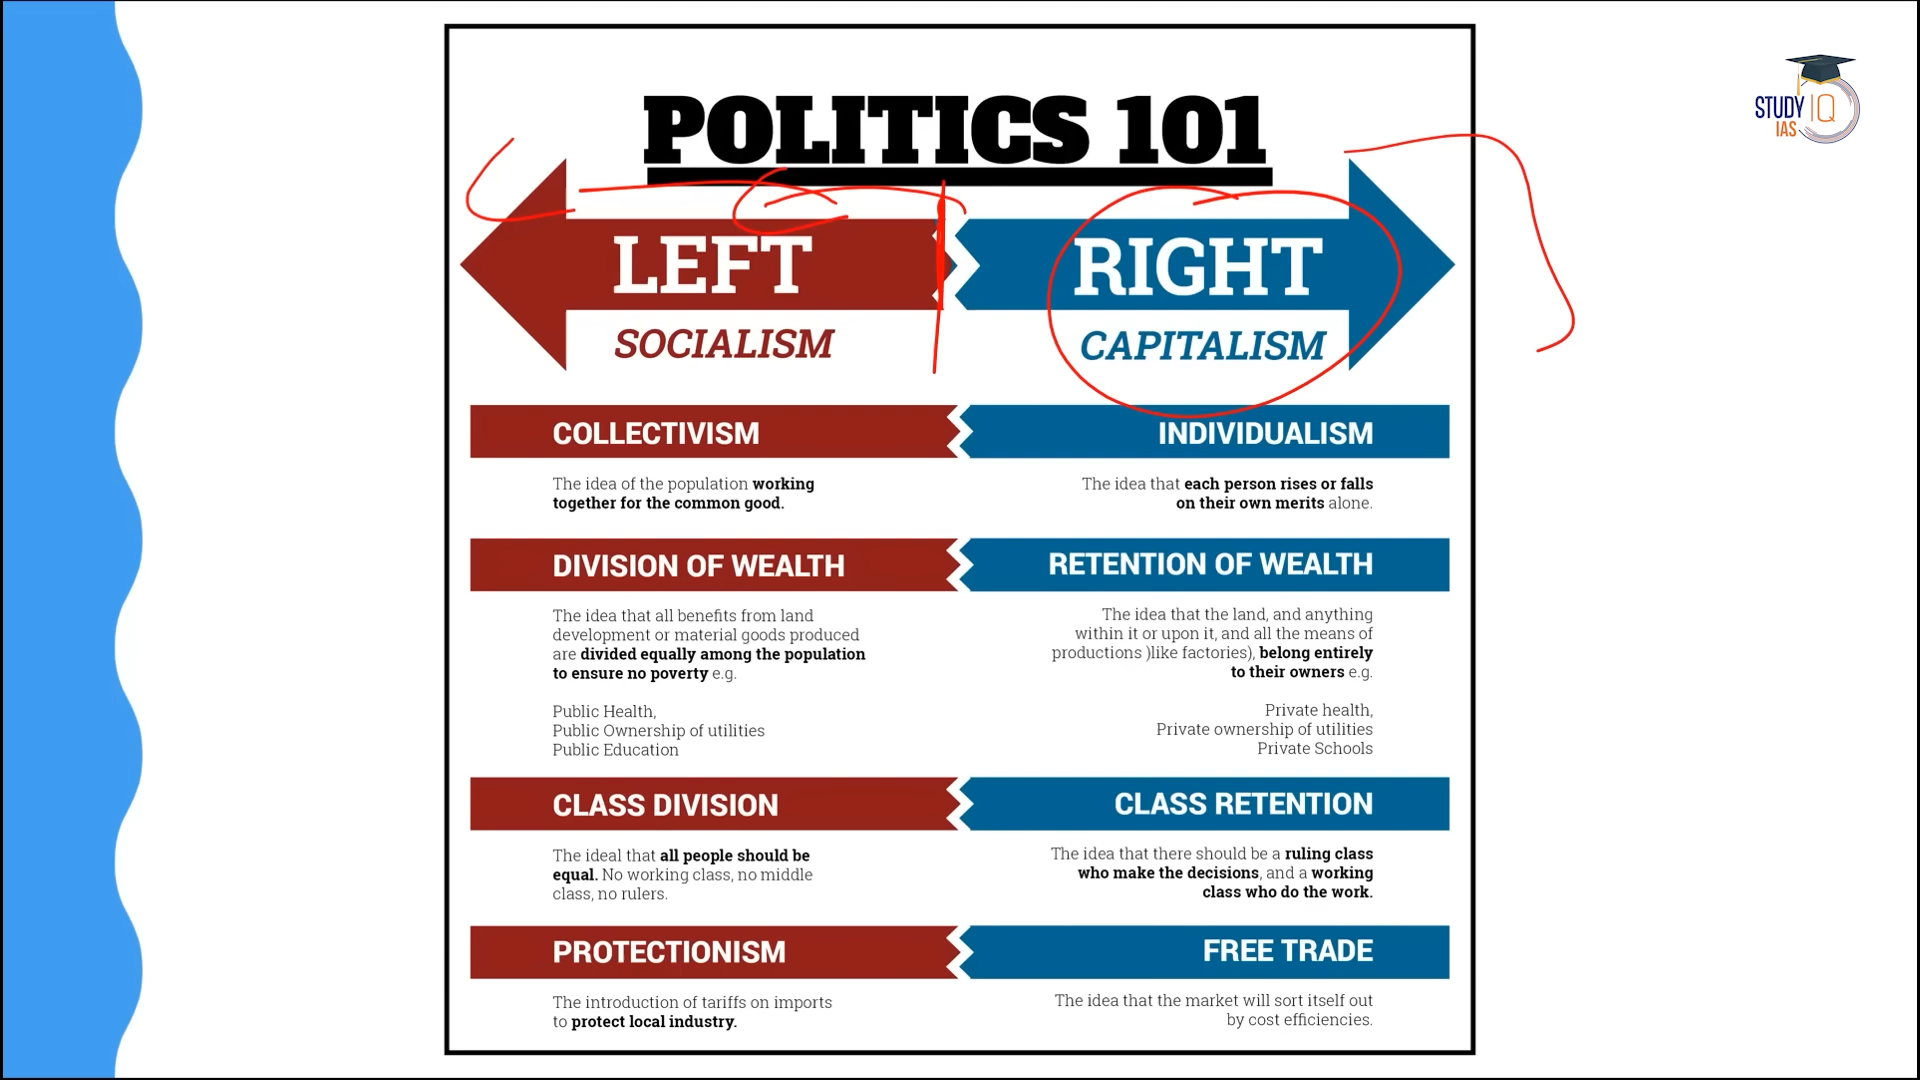 POLITICS 101
STUDY IQ
IAS
LEFT
SOCIALISM
RIGHT
CAPITALISM
COLLECTIVISM
The idea of the population working
together for the common good.
INDIVIDUALISM
The idea that each person rises or falls
on their own merits alone.
DIVISION OF WEALTH
The idea that all benefits from land
development or material goods produced
are divided equally among the population
to ensure no poverty e.g.
Public Health,
Public Ownership of utilities
Public Education
RETENTION OF WEALTH
The idea that the land, and anything
within it or upon it, and all the means of
productions )like factories), belong entirely
to their owners e.g.
Private health,
Private ownership of utilities
Private Schools
CLASS DIVISION
The ideal that all people should be
equal. No working class, no middle
class, no rulers.
CLASS RETENTION
The idea that there should be a ruling class
who make the decisions, and a working
class who do the work.
PROTECTIONISM
The introduction of tariffs on imports
to protect local industry.
FREE TRADE
The idea that the market will sort itself out
by cost efficiencies.